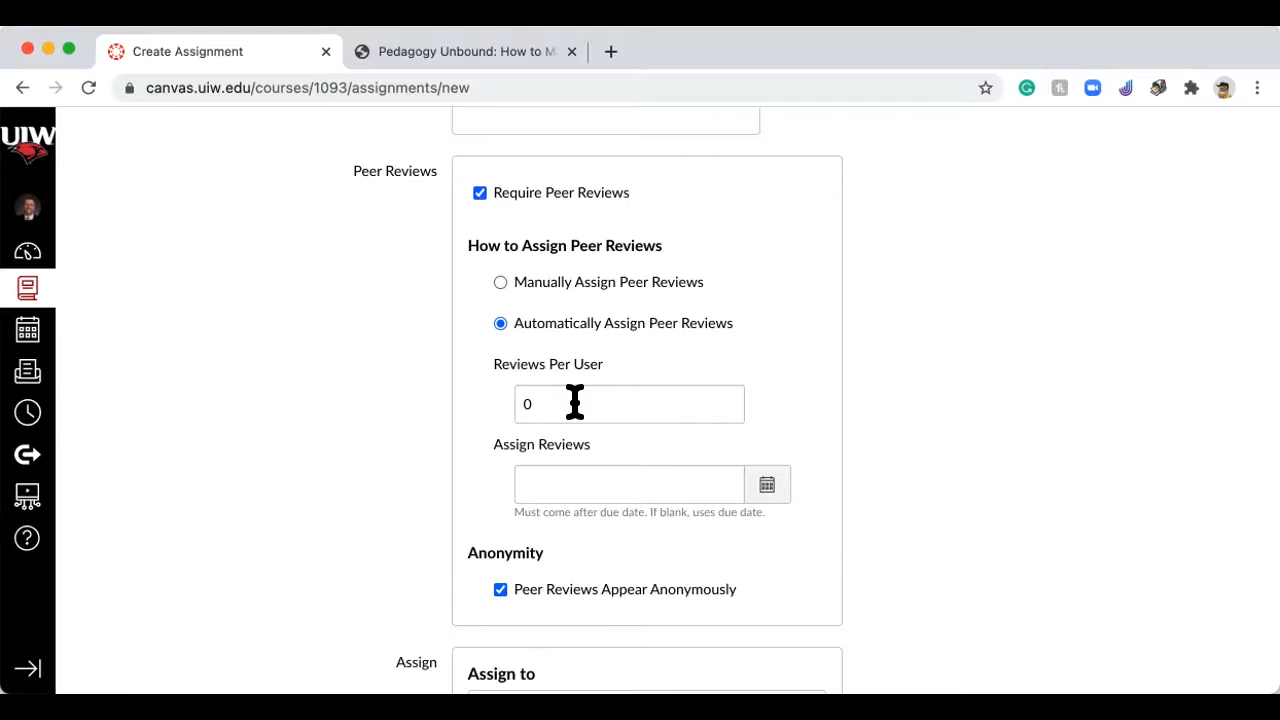 Create Assignment
Pedagogy Unbound: How to M
canvas.uiw.edu/courses/1093/assignments/new
UIW
Peer Reviews
Require Peer Reviews
How to Assign Peer Reviews
Manually Assign Peer Reviews
Automatically Assign Peer Reviews
Reviews Per User
0
Assign Reviews
Must come after due date. If blank, uses due date.
Anonymity
Peer Reviews Appear Anonymously
Assign
Assign to